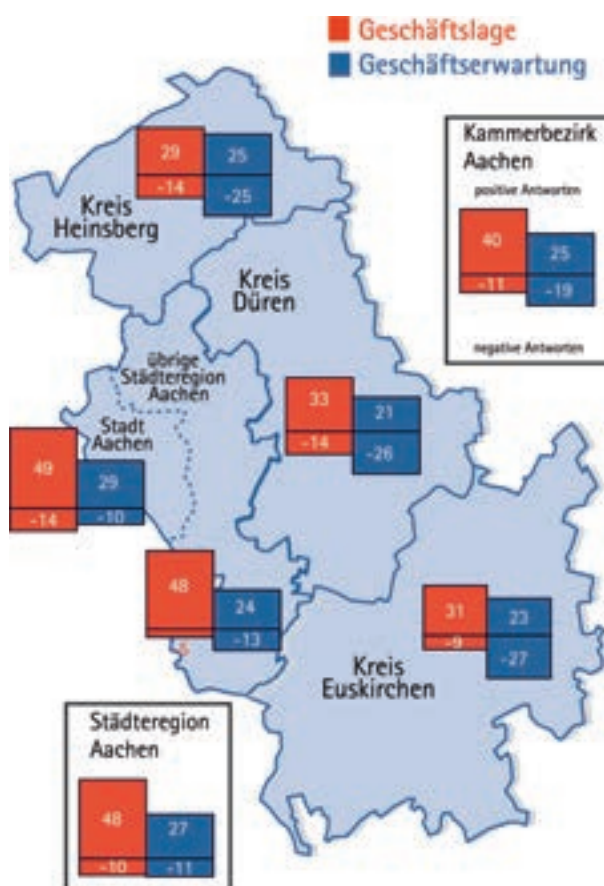 Geschäftslage
Geschäftserwartung
Kammerbezirk
Aachen
positive Antworten
40
25
-11
-19
negative Antworten
29
25
-14
-25
Kreis
Heinsberg
Kreis
Düren
33
21
-14
-26
übrige
Städteregion
Aachen
Stadt
Aachen
49
29
-14
-10
48
24
-13
5
31
23
-9
-27
Kreis
Euskirchen
Städteregion
Aachen
48
27
-10
-11